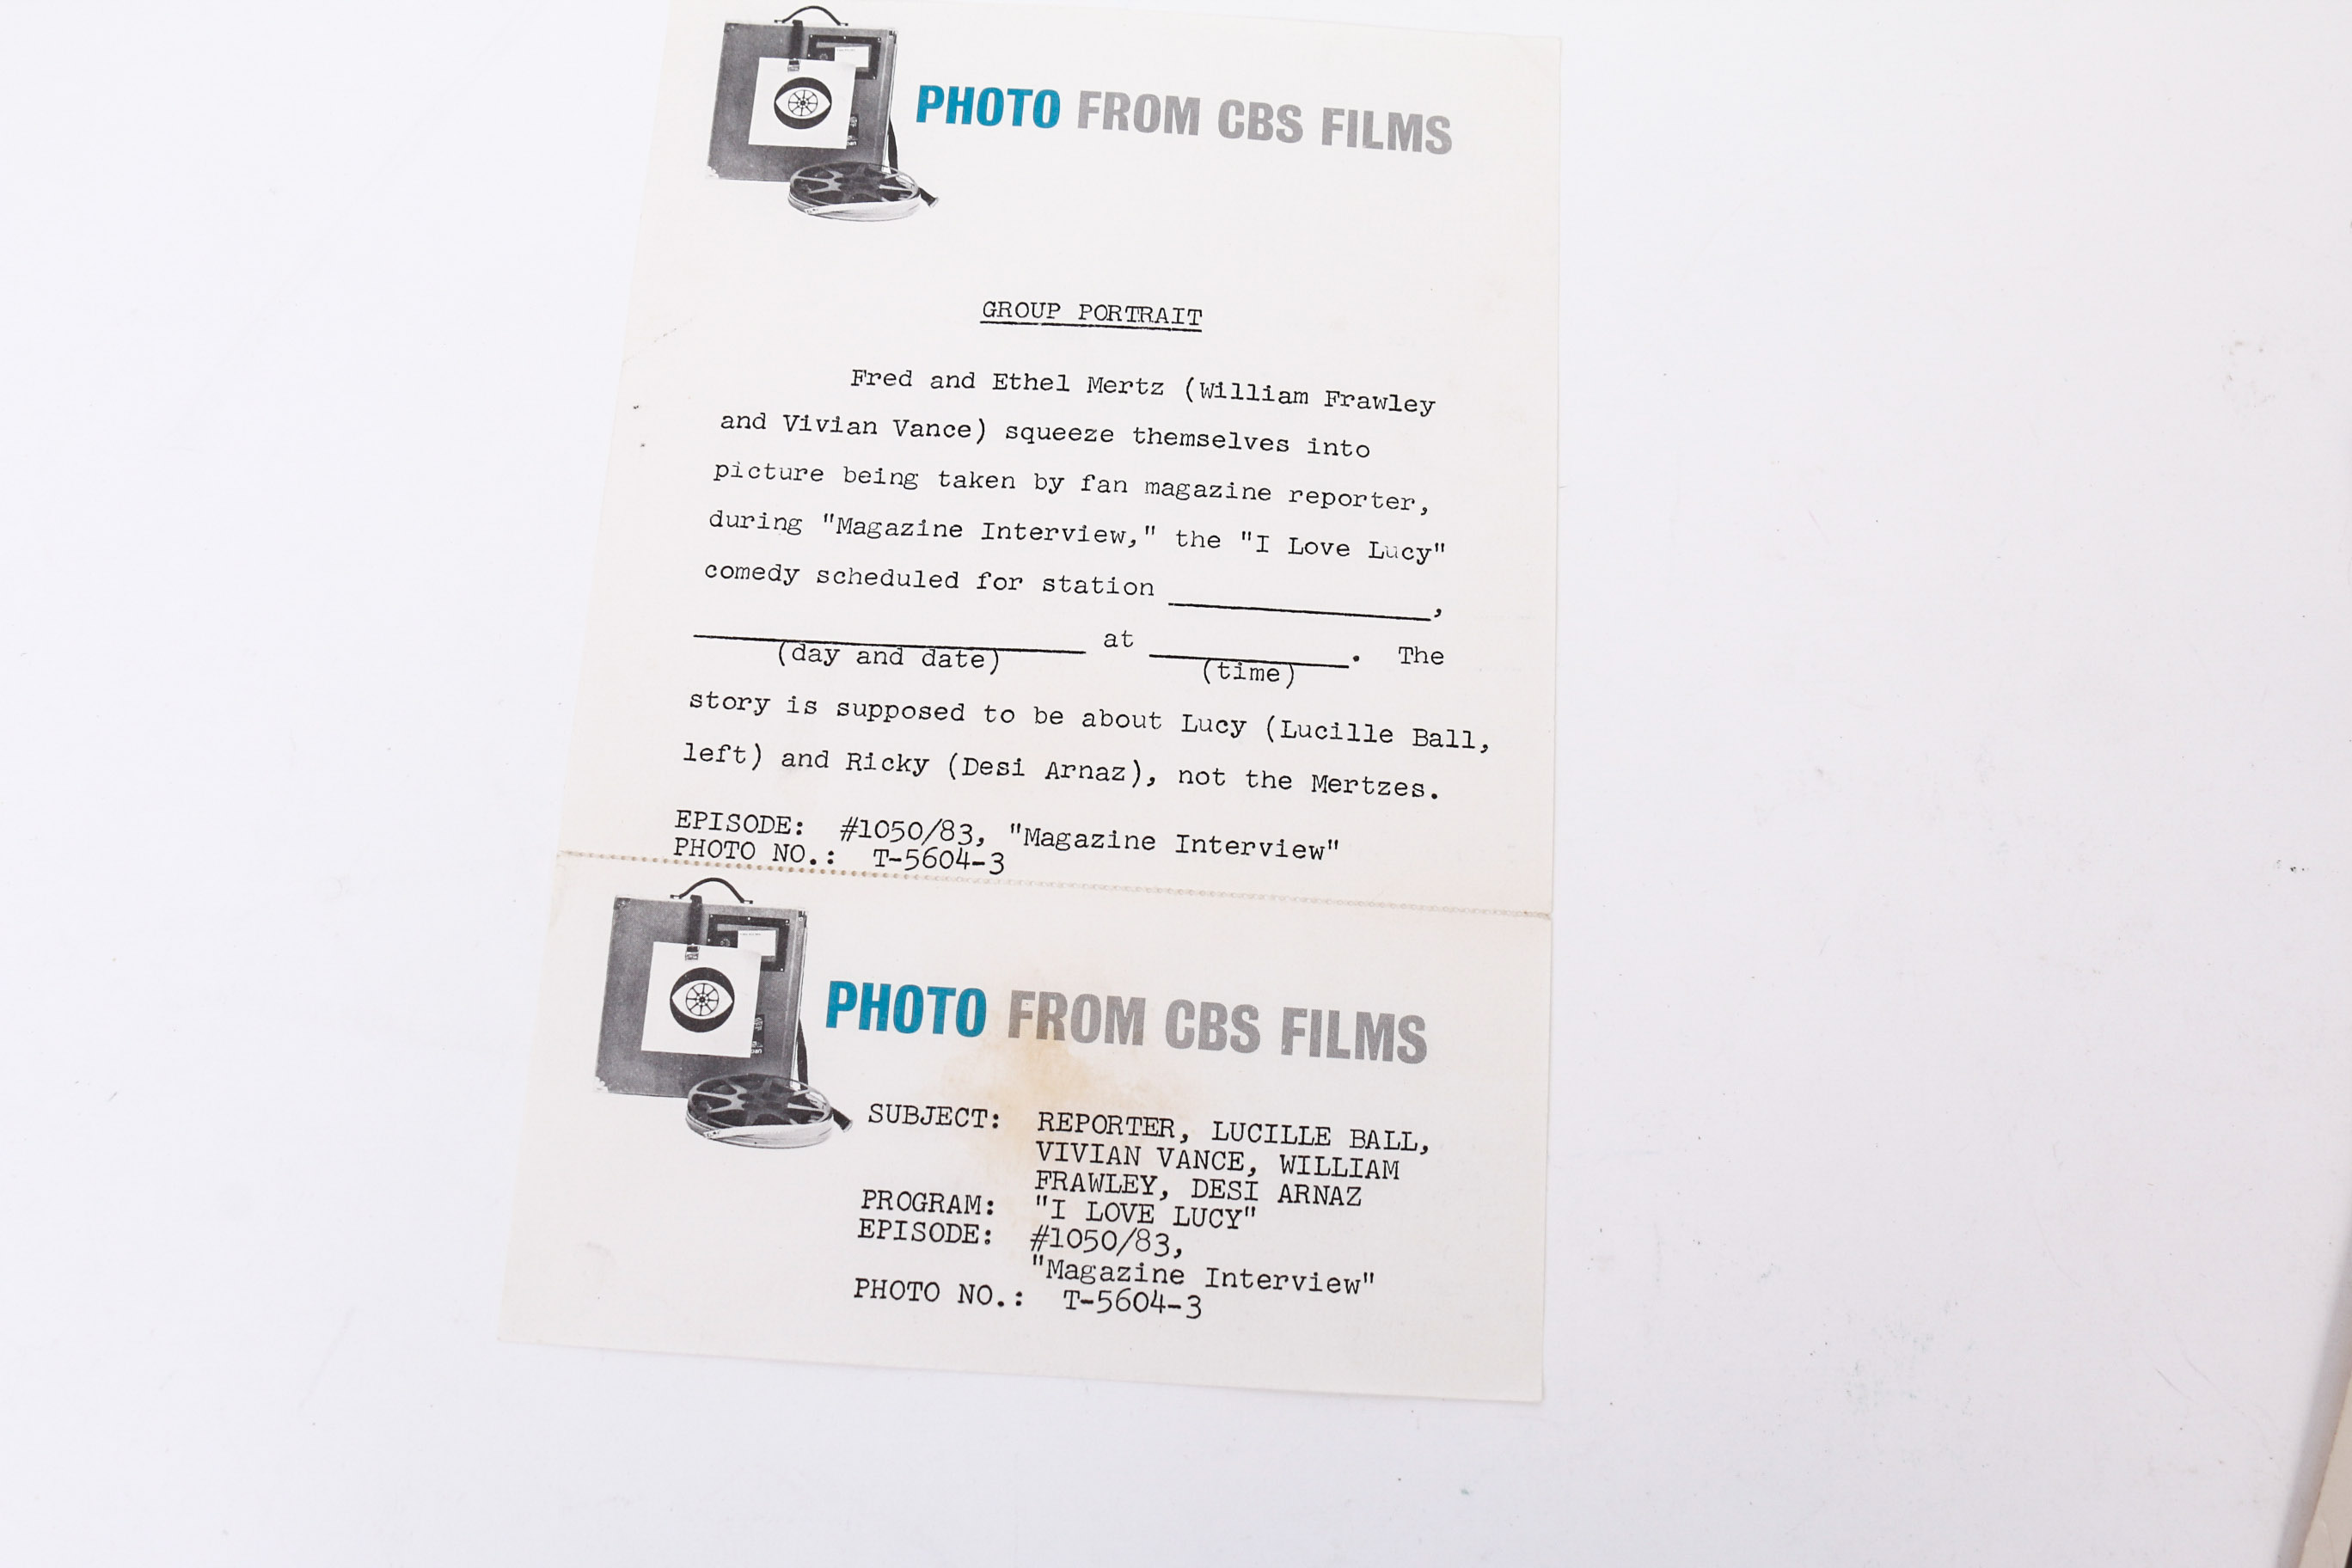 PHOTO FROM CBS FILMS
GROUP PORTRAIT
Fred and Ethel Mertz (William Frawley
and Vivian Vance) squeeze themselves into
picture being taken by fan magazine reporter,
during "Magazine Interview," the "I Love Lucy"
comedy scheduled for station ____________,
____________ at ____________. The
(day and date) (time)
story is supposed to be about Lucy (Lucille Ball,
left) and Ricky (Desi Arnaz), not the Mertzes.
EPISODE: #1050/83, "Magazine Interview"
PHOTO NO.: T-5604-3
PHOTO FROM CBS FILMS
SUBJECT: REPORTER, LUCILLE BALL,
VIVIAN VANCE, WILLIAM
FRAWLEY, DESI ARNAZ
PROGRAM: "I LOVE LUCY"
EPISODE: #1050/83,
"Magazine Interview"
PHOTO NO.: T-5604-3